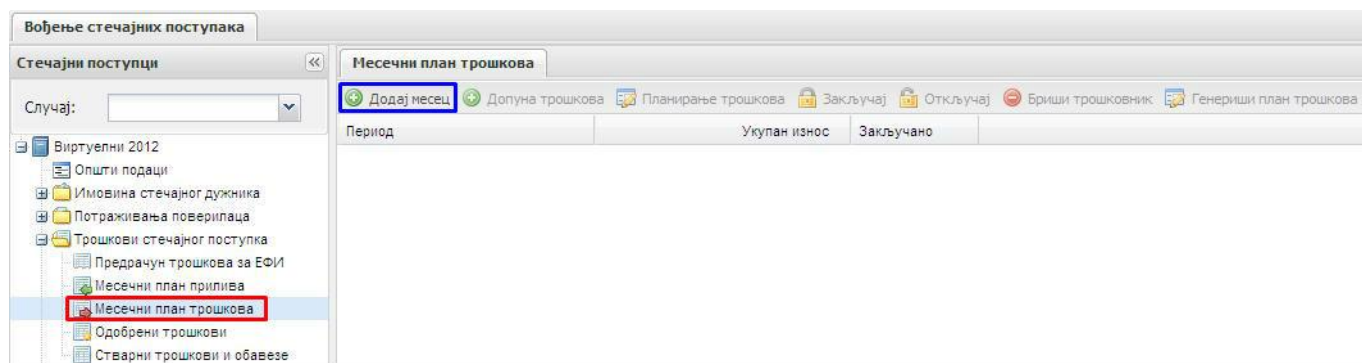 Вођење стечајних поступака
Стечајни поступци
Случај:
Виртуелни 2012
Општи подаци
Имовина стечајног дужника
Потраживања поверилаца
Трошкови стечајног поступка
Предрачун трошкова за ЕФИ
Месечни план прилива
Месечни план трошкова
Одобрени трошкови
Стварни трошкови и обавезе
Месечни план трошкова
Додај месец Допуна трошкова Планирање трошкова Закључај Откључај Бриши трошковник Генериши план трошкова
Период Укупан износ Закључано